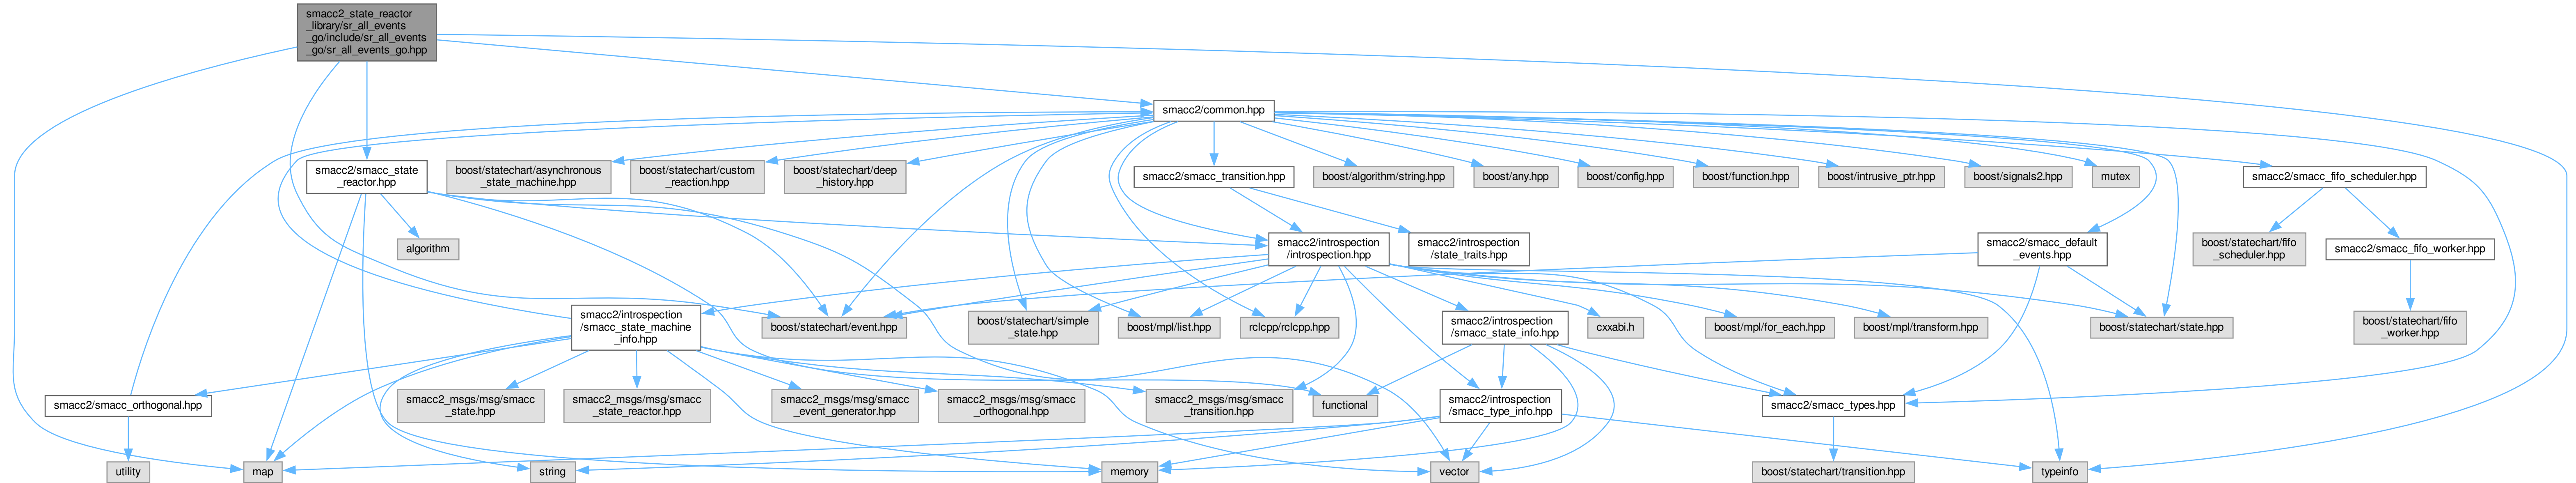 smacc2_state_reactor
_library/sr_all_events
_go/include/sr_all_events
_go/sr_all_events_go.hpp
smacc2/common.hpp
smacc2/smacc_state
_reactor.hpp
boost/statechart/asynchronous
_state_machine.hpp
boost/statechart/custom
_reaction.hpp
boost/statechart/deep
_history.hpp
smacc2/smacc_transition.hpp
boost/algorithm/string.hpp
boost/any.hpp
boost/config.hpp
boost/function.hpp
boost/intrusive_ptr.hpp
boost/signals2.hpp
mutex
smacc2/smacc_fifo_scheduler.hpp
algorithm
smacc2/introspection
/introspection.hpp
smacc2/introspection
/state_traits.hpp
smacc2/smacc_default
_events.hpp
boost/statechart/fifo
_scheduler.hpp
smacc2/smacc_fifo_worker.hpp
smacc2/introspection
/smacc_state_machine
_info.hpp
boost/statechart/event.hpp
boost/statechart/simple
_state.hpp
boost/mpl/list.hpp
rclcpp/rclcpp.hpp
smacc2/introspection
/smacc_state_info.hpp
cxxabi.h
boost/mpl/for_each.hpp
boost/mpl/transform.hpp
boost/statechart/state.hpp
boost/statechart/fifo
_worker.hpp
smacc2/smacc_orthogonal.hpp
smacc2_msgs/msg/smacc
_state.hpp
smacc2_msgs/msg/smacc
_state_reactor.hpp
smacc2_msgs/msg/smacc
_event_generator.hpp
smacc2_msgs/msg/smacc
_orthogonal.hpp
smacc2_msgs/msg/smacc
_transition.hpp
functional
smacc2/introspection
/smacc_type_info.hpp
smacc2/smacc_types.hpp
utility
map
string
memory
vector
boost/statechart/transition.hpp
typeinfo